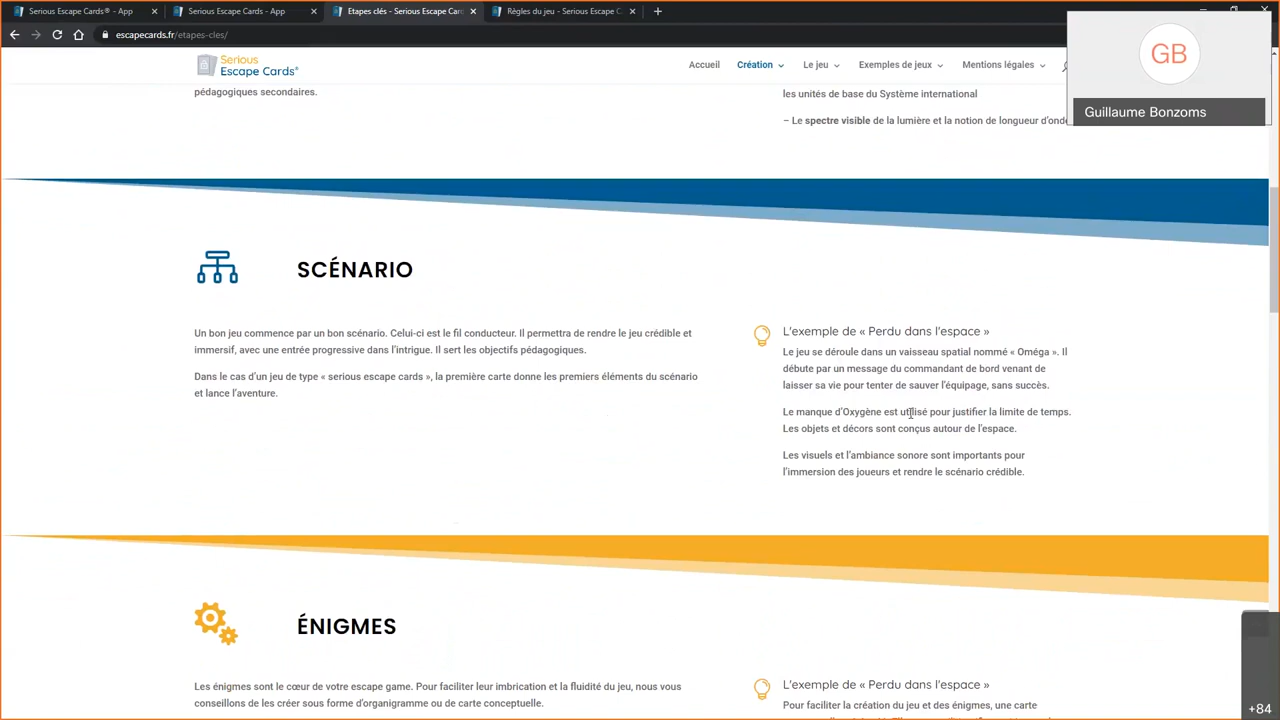 Serious Escape Cards® - App
Serious Escape Cards - App
Etapes clés - Serious Escape Car
Règles du jeu - Serious Escape C
escapecards.fr/etapes-cles/
Serious
Escape Cards®
Accueil
Création
Le jeu
Exemples de jeux
Mentions légales
GB
Guillaume Bonzoms
pédagogiques secondaires.
les unités de base du Système international
– Le spectre visible de la lumière et la notion de longueur d'onde
SCÉNARIO
Un bon jeu commence par un bon scénario. Celui-ci est le fil conducteur. Il permettra de rendre le jeu crédible et
immersif, avec une entrée progressive dans l'intrigue. Il sert les objectifs pédagogiques.
Dans le cas d'un jeu de type « serious escape cards », la première carte donne les premiers éléments du scénario
et lance l'aventure.
L'exemple de « Perdu dans l'espace »
Le jeu se déroule dans un vaisseau spatial nommé « Oméga ». Il
débute par un message du commandant de bord venant de
laisser sa vie pour tenter de sauver l'équipage, sans succès.
Le manque d'Oxygène est utilisé pour justifier la limite de temps.
Les objets et décors sont conçus autour de l'espace.
Les visuels et l'ambiance sonore sont importants pour
l'immersion des joueurs et rendre le scénario crédible.
ÉNIGMES
Les énigmes sont le cœur de votre escape game. Pour faciliter leur imbrication et la fluidité du jeu, nous vous
conseillons de les créer sous forme d'organigramme ou de carte conceptuelle.
L'exemple de « Perdu dans l'espace »
Pour faciliter la création du jeu et des énigmes, une carte
+84